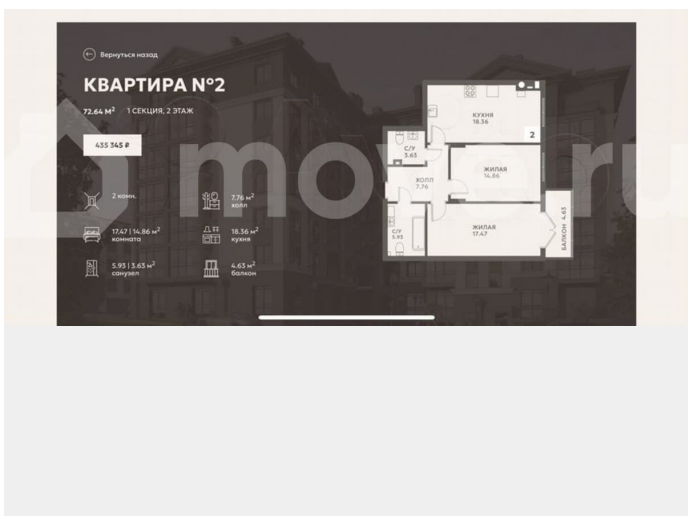 Вернуться назад
КВАРТИРА №2
72.64 М² 1 СЕКЦИЯ, 2 ЭТАЖ
435 345 ₽
2 комн.
7.76 м²
холл
17.47 | 14.86 м²
комната
18.36 м²
кухня
5.93 | 3.63 м²
санузел
4.63 м²
балкон
КУХНЯ
18.36
2
С/У
3.63
ЖИЛАЯ
14.86
ХОЛЛ
7.76
С/У
5.93
ЖИЛАЯ
17.47
БАЛКОН 4.63
move.ru